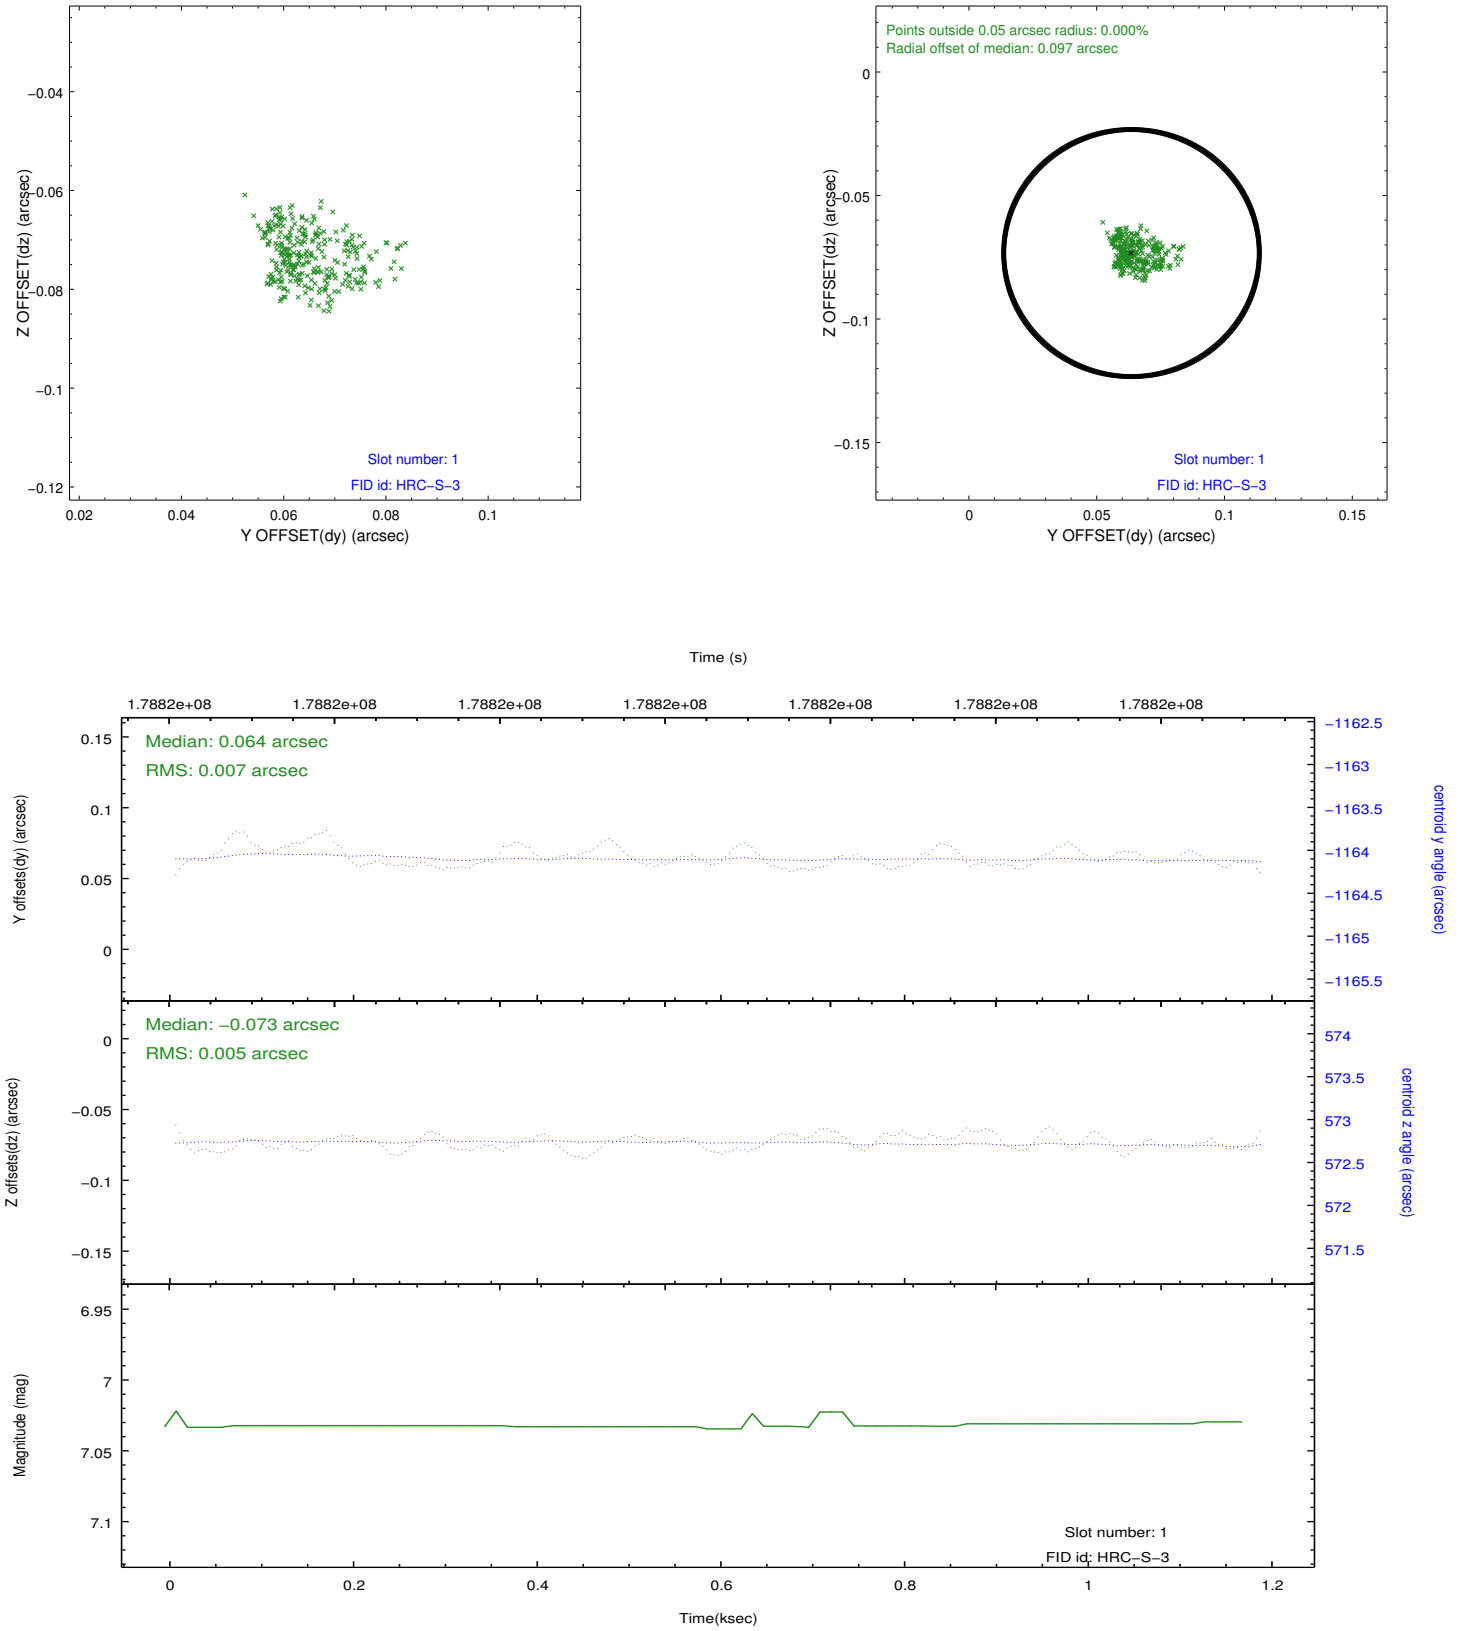 −0.04
−0.06
−0.08
−0.1
−0.12
Z OFFSET(dz) (arcsec)
Slot number: 1
FID id: HRC−S−3
0.02 0.04 0.06 0.08 0.1
Y OFFSET(dy) (arcsec)
Points outside 0.05 arcsec radius: 0.000%
Radial offset of median: 0.097 arcsec
0
−0.05
−0.1
−0.15
Z OFFSET(dz) (arcsec)
Slot number: 1
FID id: HRC−S−3
0 0.05 0.1 0.15
Y OFFSET(dy) (arcsec)
Time (s)
1.7882e+08 1.7882e+08 1.7882e+08 1.7882e+08 1.7882e+08 1.7882e+08 1.7882e+08
Median: 0.064 arcsec
RMS: 0.007 arcsec
0.15
0.1
0.05
0
Y offsets(dy) (arcsec)
−1162.5
−1163
−1163.5
−1164
−1164.5
−1165
−1165.5
centroid y angle (arcsec)
Median: −0.073 arcsec
RMS: 0.005 arcsec
0
−0.05
−0.1
−0.15
Z offsets(dz) (arcsec)
574
573.5
573
572.5
572
571.5
centroid z angle (arcsec)
6.95
7
7.05
7.1
Magnitude (mag)
Slot number: 1
FID id: HRC−S−3
0 0.2 0.4 0.6 0.8 1 1.2
Time(ksec)